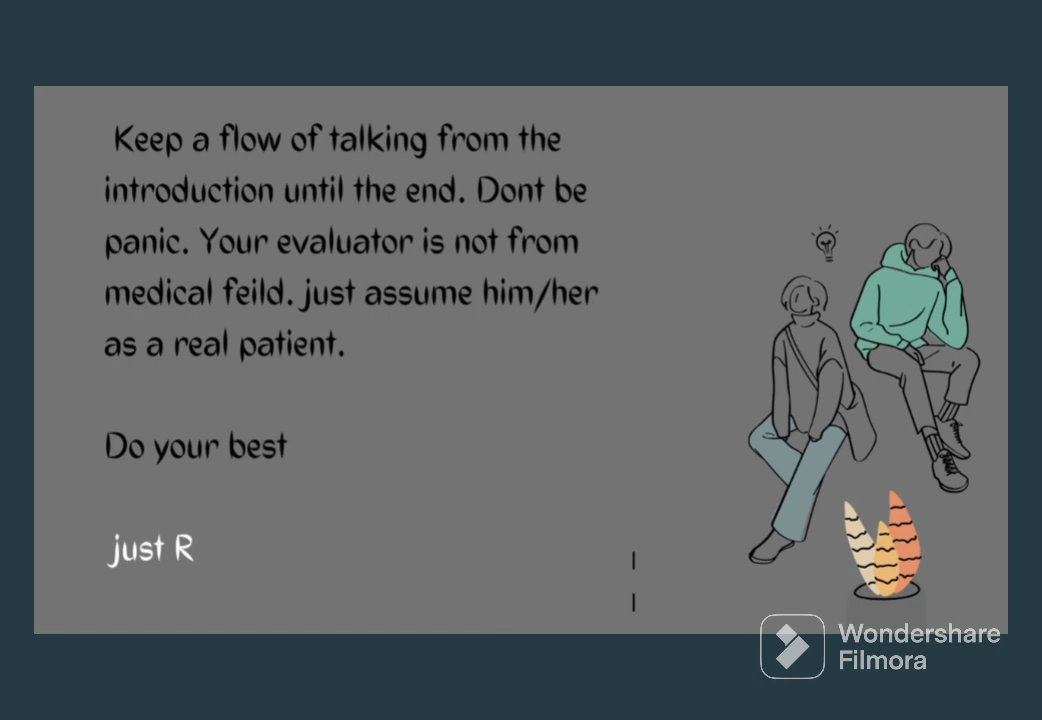 Keep a flow of talking from the
introduction until the end. Dont be
panic. Your evaluator is not from
medical feild. just assume him/her
as a real patient.
Do your best
just R
Wondershare
Filmora